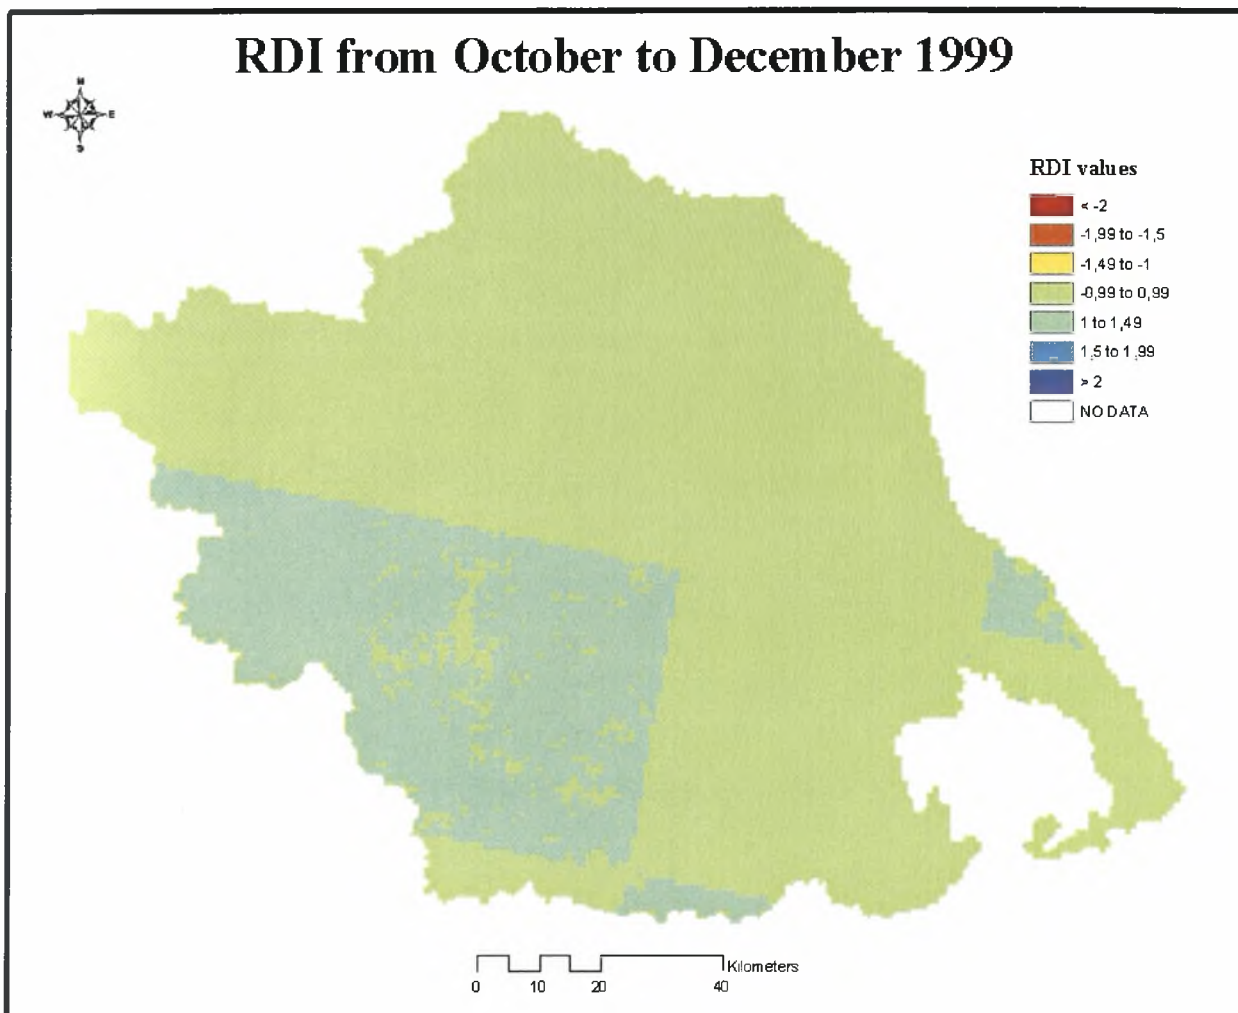 RDI from October to December 1999
N
W E
S
RDI values
< -2
-1,99 to -1,5
-1,49 to -1
-0,99 to 0,99
1 to 1,49
1,5 to 1,99
> 2
NO DATA
Kilometers
0 10 20 40